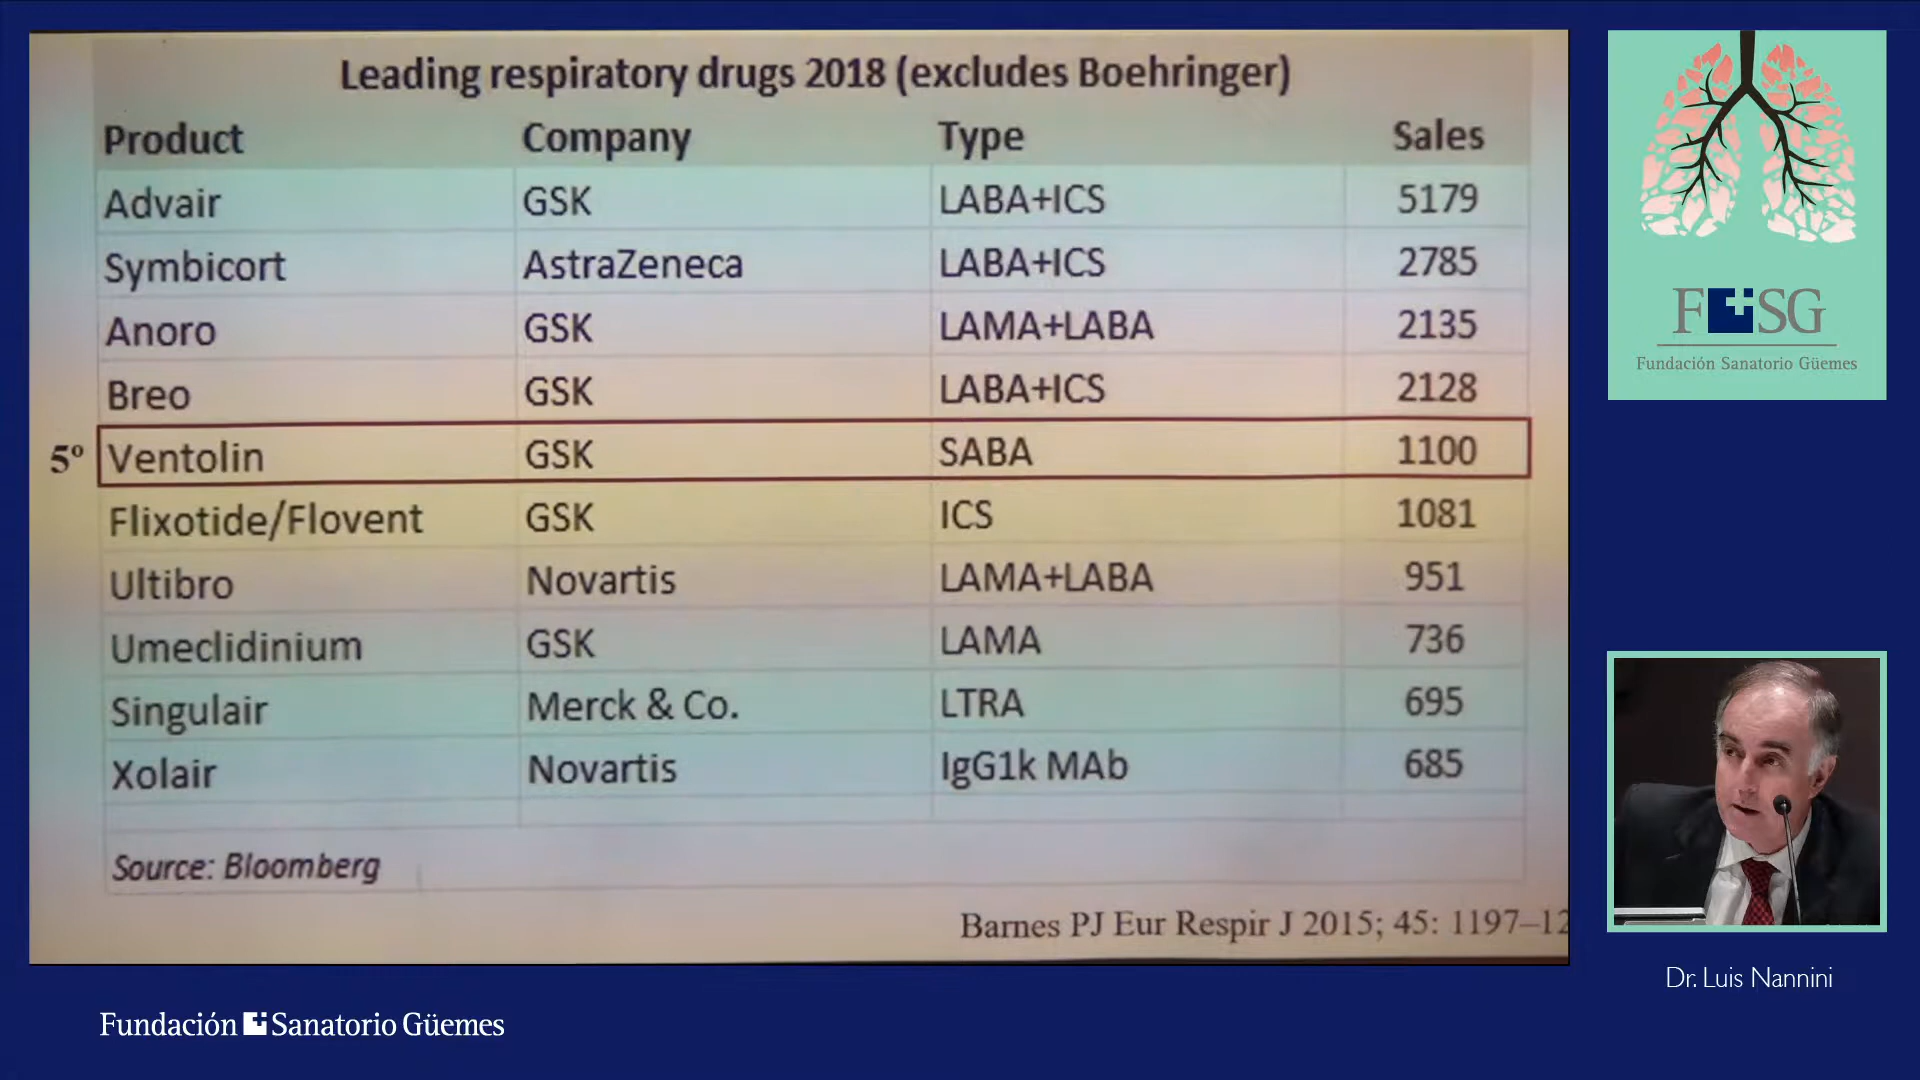 Leading respiratory drugs 2018 (excludes Boehringer)
Product Company Type Sales
Advair GSK LABA+ICS 5179
Symbicort AstraZeneca LABA+ICS 2785
Anoro GSK LAMA+LABA 2135
Breo GSK LABA+ICS 2128
5º Ventolin GSK SABA 1100
Flixotide/Flovent GSK ICS 1081
Ultibro Novartis LAMA+LABA 951
Umeclidinium GSK LAMA 736
Singulair Merck & Co. LTRA 695
Xolair Novartis IgG1k MAb 685
Source: Bloomberg
Barnes PJ Eur Respir J 2015; 45: 1197–12
F SG
Fundación Sanatorio Güemes
Dr. Luis Nannini
Fundación Sanatorio Güemes